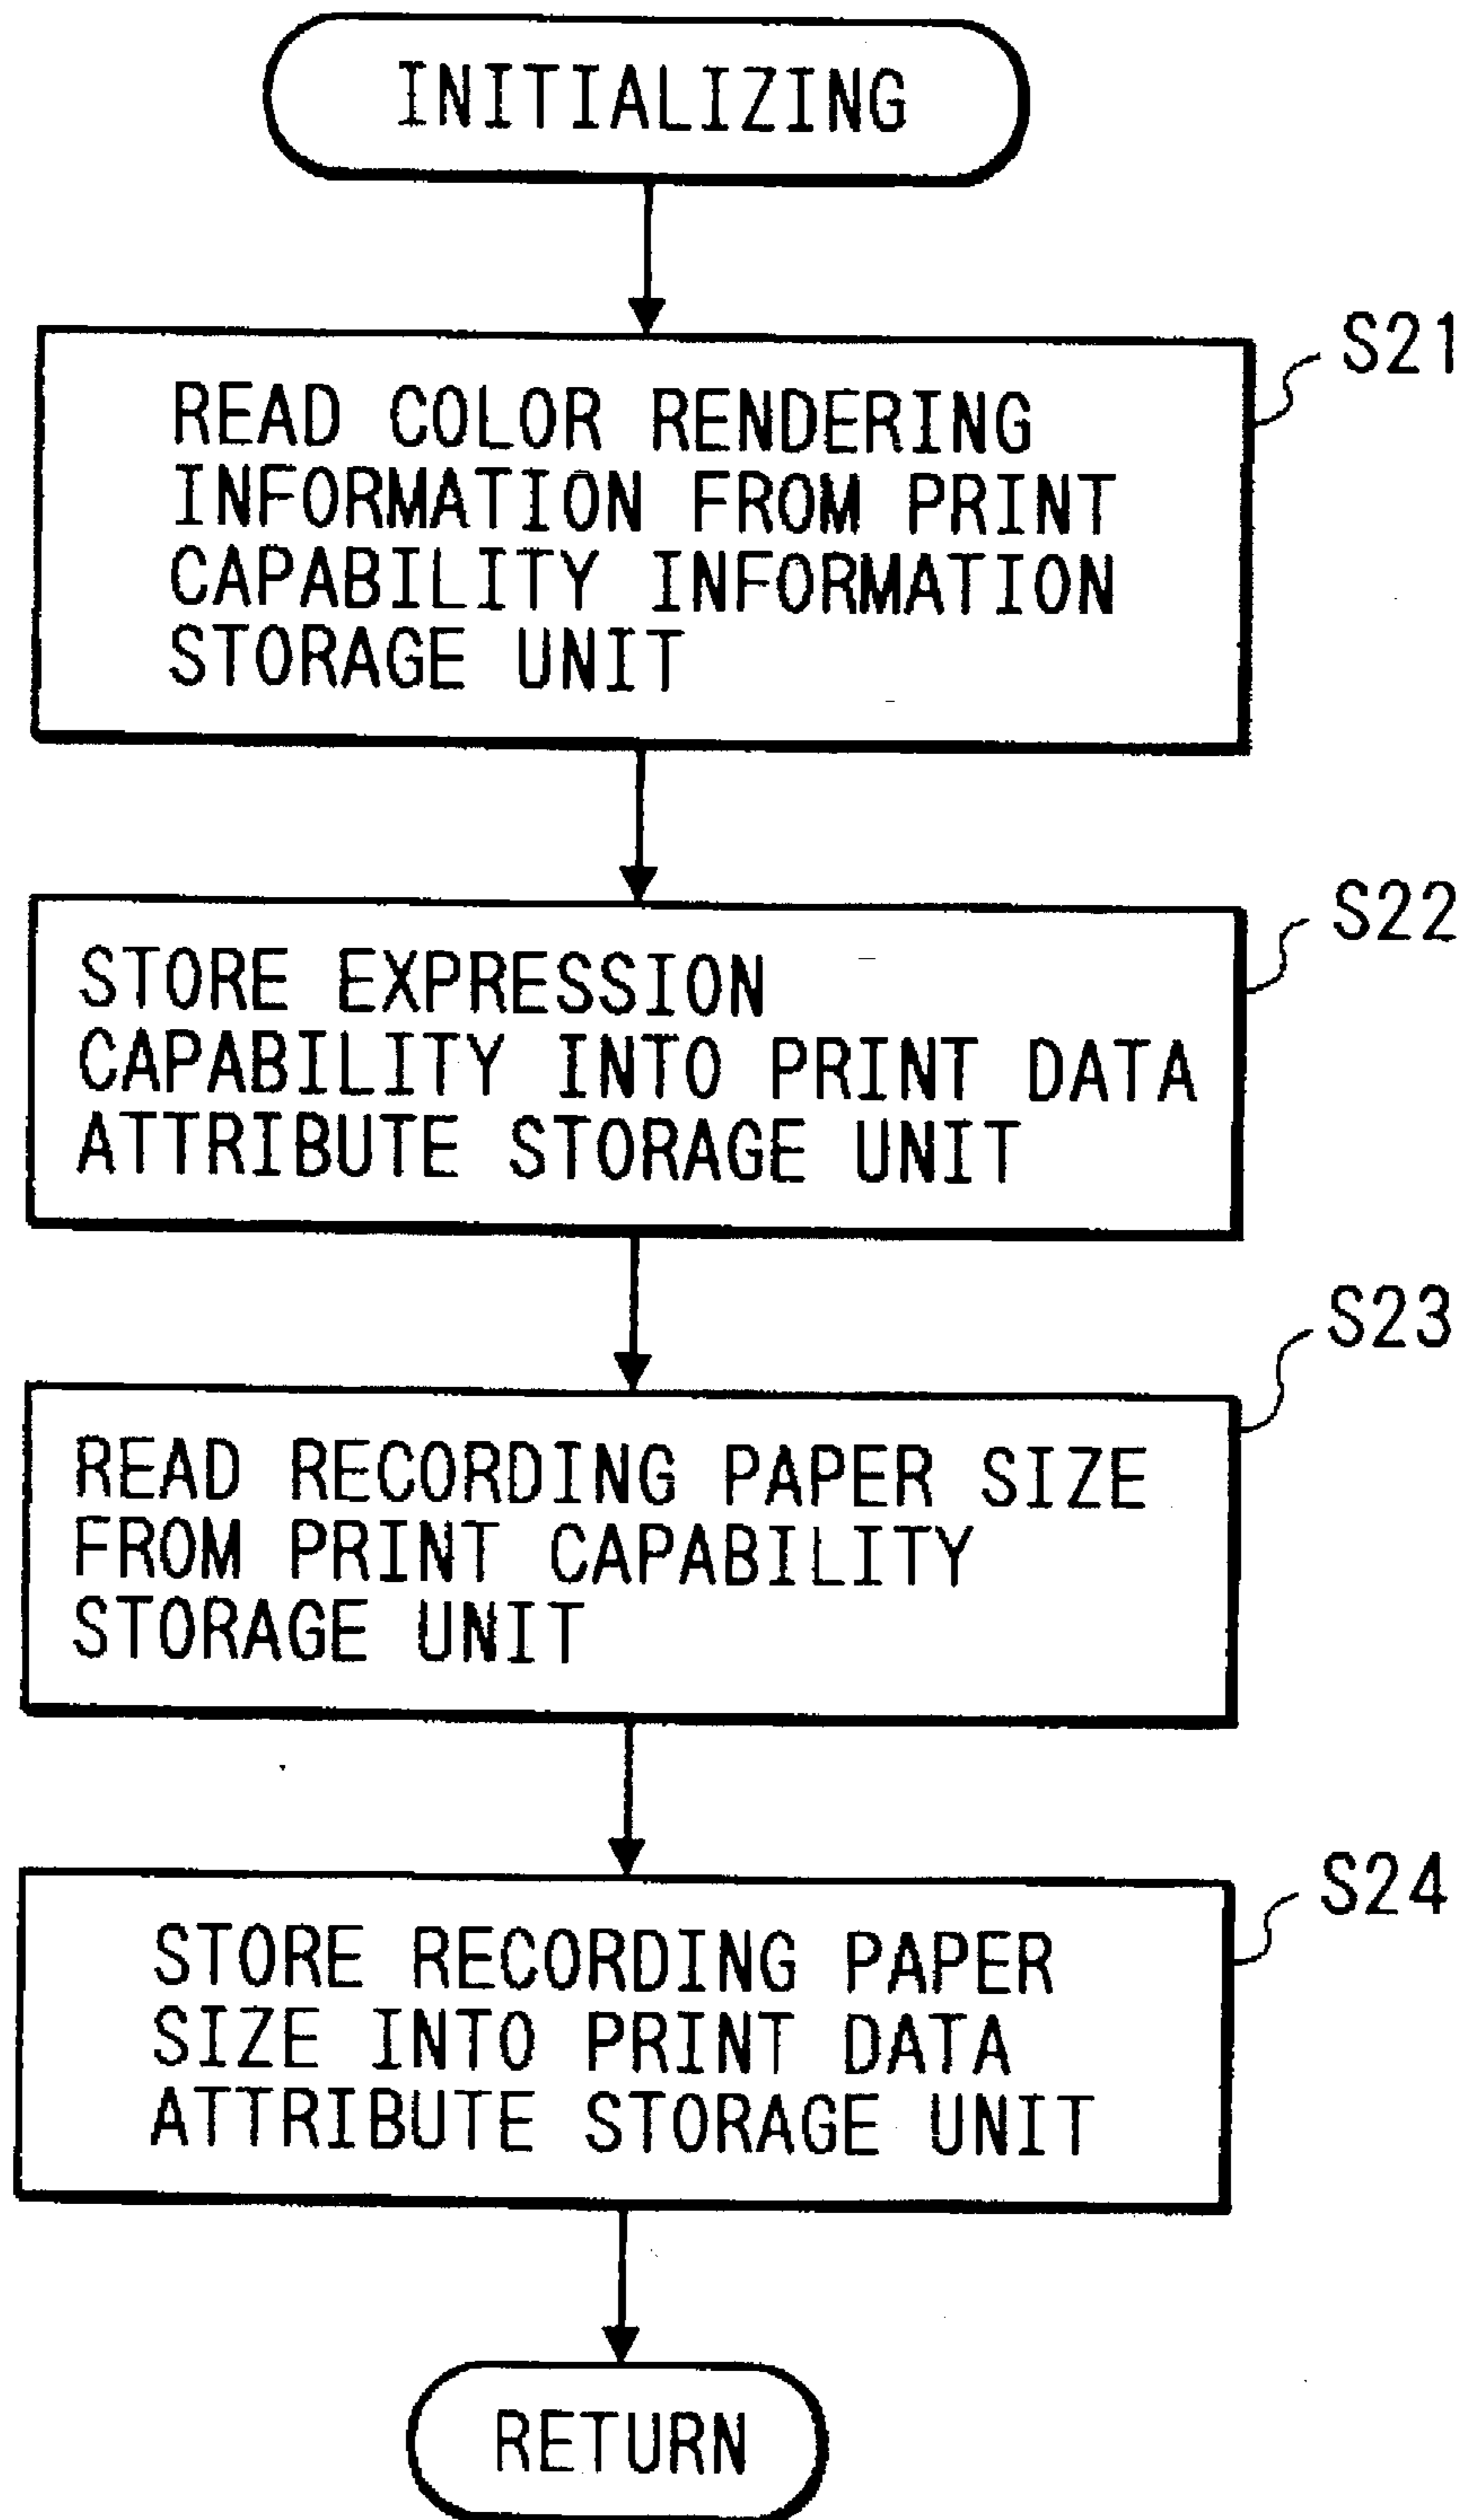 INITIALIZING
S21
READ COLOR RENDERING
INFORMATION FROM PRINT
CAPABILITY INFORMATION
STORAGE UNIT
S22
STORE EXPRESSION
CAPABILITY INTO PRINT DATA
ATTRIBUTE STORAGE UNIT
S23
READ RECORDING PAPER SIZE
FROM PRINT CAPABILITY
STORAGE UNIT
S24
STORE RECORDING PAPER
SIZE INTO PRINT DATA
ATTRIBUTE STORAGE UNIT
RETURN